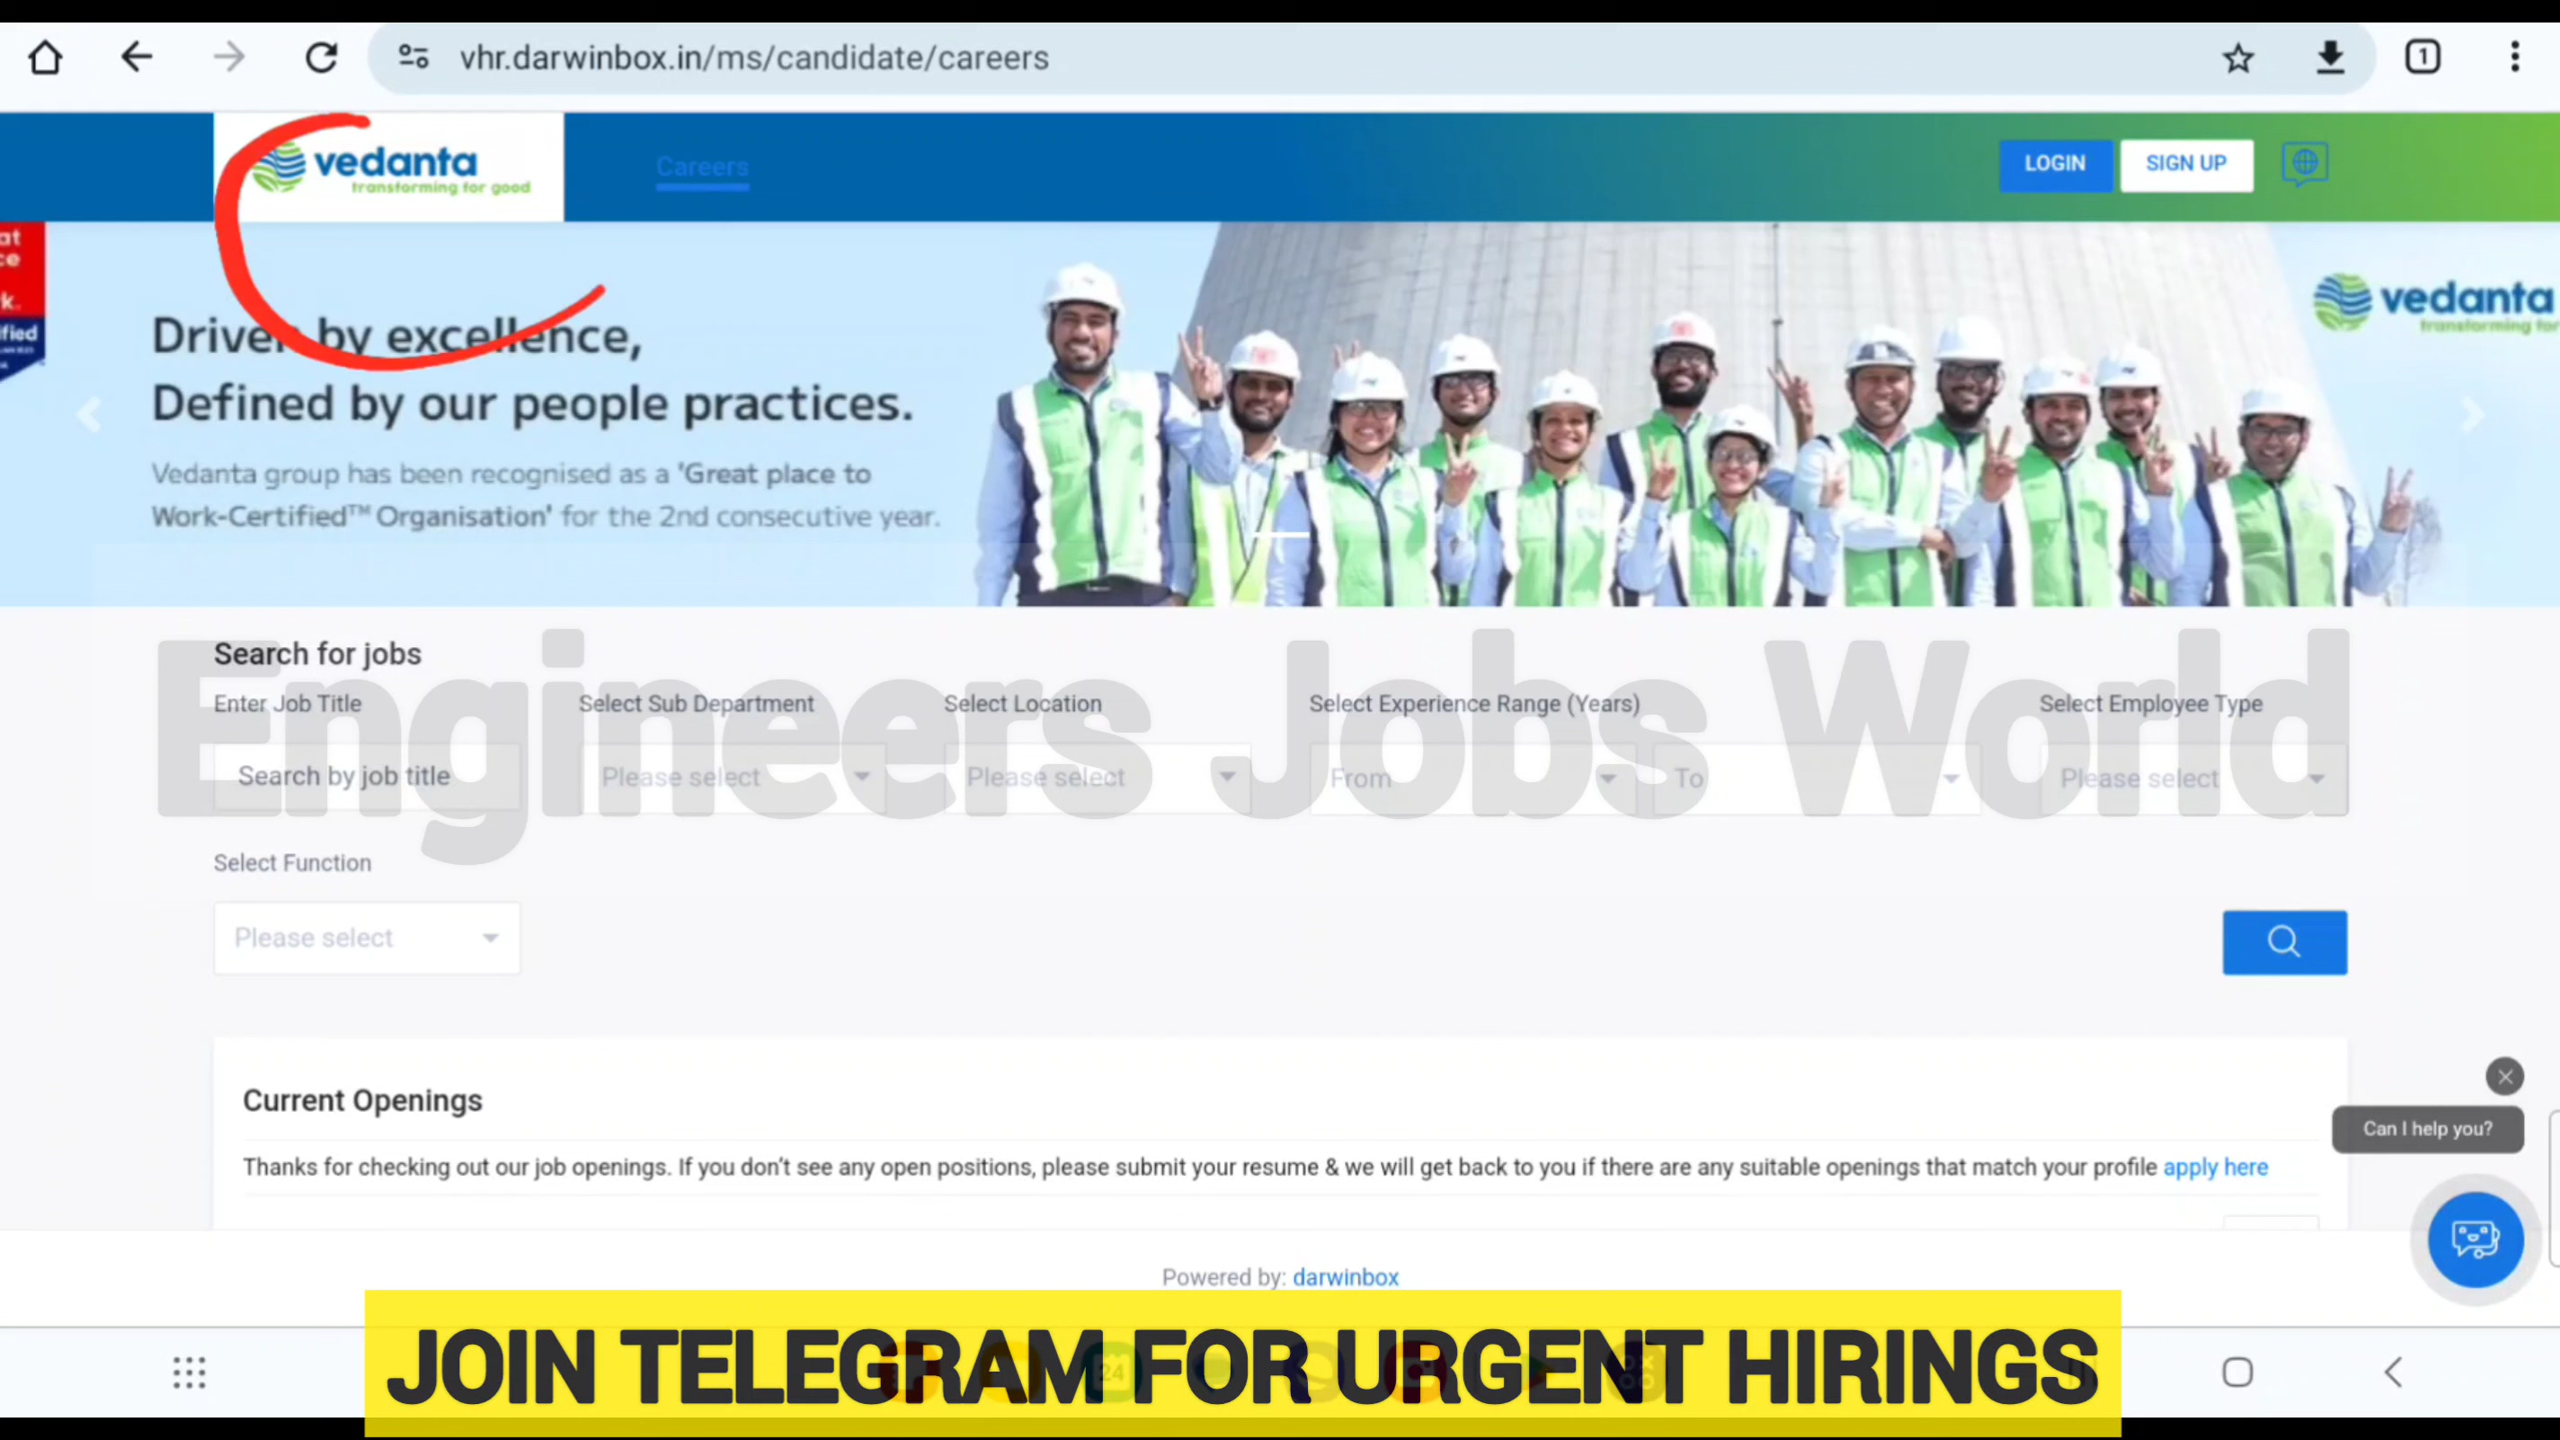 vhr.darwinbox.in/ms/candidate/careers
vedanta
transforming for good
Careers
LOGIN
SIGN UP
vedanta
transforming for
Driven by excellence,
Defined by our people practices.
Vedanta group has been recognised as a 'Great place to
Work-Certified™ Organisation' for the 2nd consecutive year.
Engineers Jobs World
Search for jobs
Enter Job Title
Select Sub Department
Select Location
Select Experience Range (Years)
Select Employee Type
Search by job title
Please select
Please select
From
To
Please select
Select Function
Please select
Current Openings
Can I help you?
Thanks for checking out our job openings. If you don't see any open positions, please submit your resume & we will get back to you if there are any suitable openings that match your profile apply here
Powered by: darwinbox
JOIN TELEGRAM FOR URGENT HIRINGS